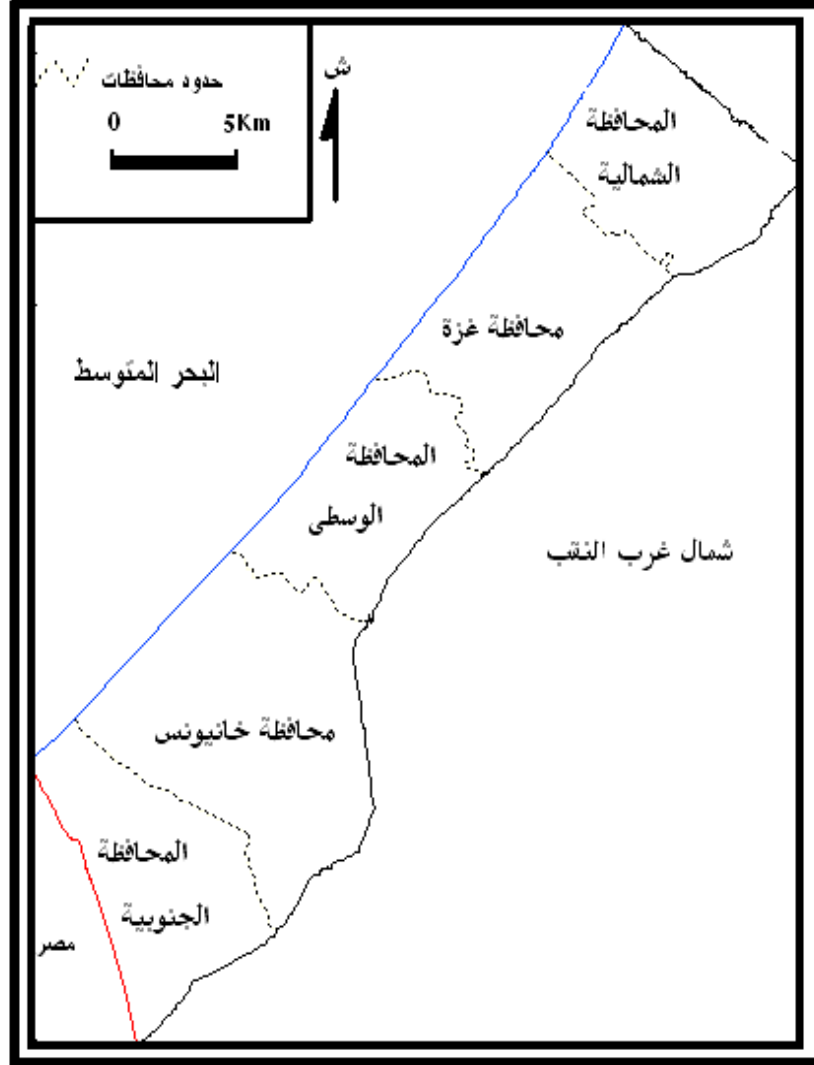 حدود محافظات
0 5Km
ش
المحافظة
الشمالية
محافظة غزة
البحر المتوسط
المحافظة
الوسطى
شمال غرب النقب
محافظة خانيونس
المحافظة
الجنوبية
مصر